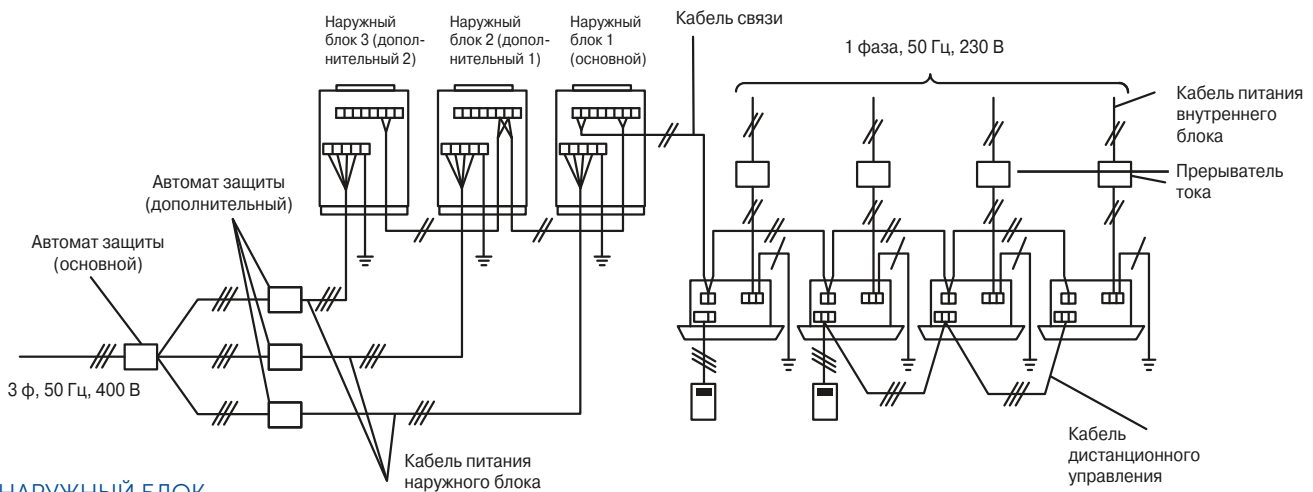 Наружный
блок 3 (допол-
нительный 2)
Наружный
блок 2 (допол-
нительный 1)
Наружный
блок 1
(основной)
Кабель связи
1 фаза, 50 Гц, 230 В
Кабель питания
внутреннего
блока
Прерыватель
тока
Автомат защиты
(дополнительный)
Автомат защиты
(основной)
3 ф, 50 Гц, 400 В
Кабель питания
наружного блока
Кабель
дистанционного
управления
НАРУЖНЫЙ БЛОК